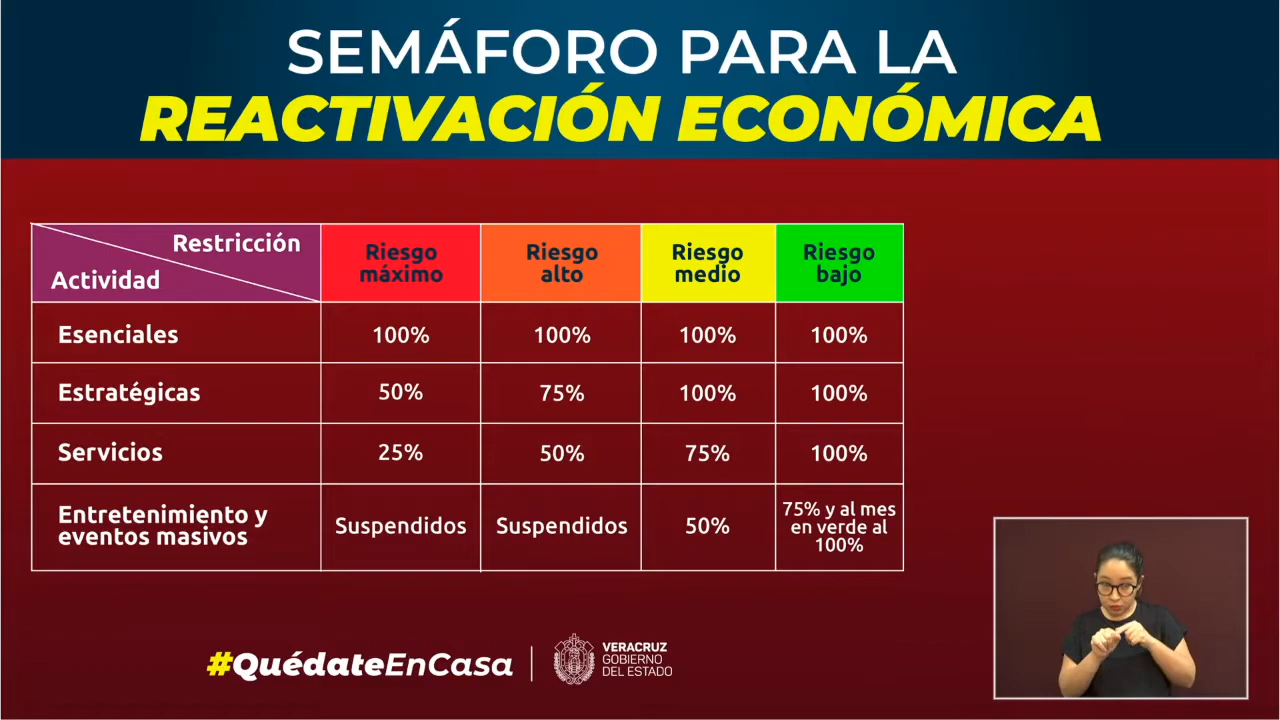 SEMÁFORO PARA LA
REACTIVACIÓN ECONÓMICA
Restricción
Actividad
Riesgo
máximo
Riesgo
alto
Riesgo
medio
Riesgo
bajo
Esenciales
100%
100%
100%
100%
Estratégicas
50%
75%
100%
100%
Servicios
25%
50%
75%
100%
Entretenimiento y
eventos masivos
Suspendidos
Suspendidos
50%
75% y al mes
en verde al
100%
#QuédateEnCasa
VERACRUZ
GOBIERNO
DEL ESTADO